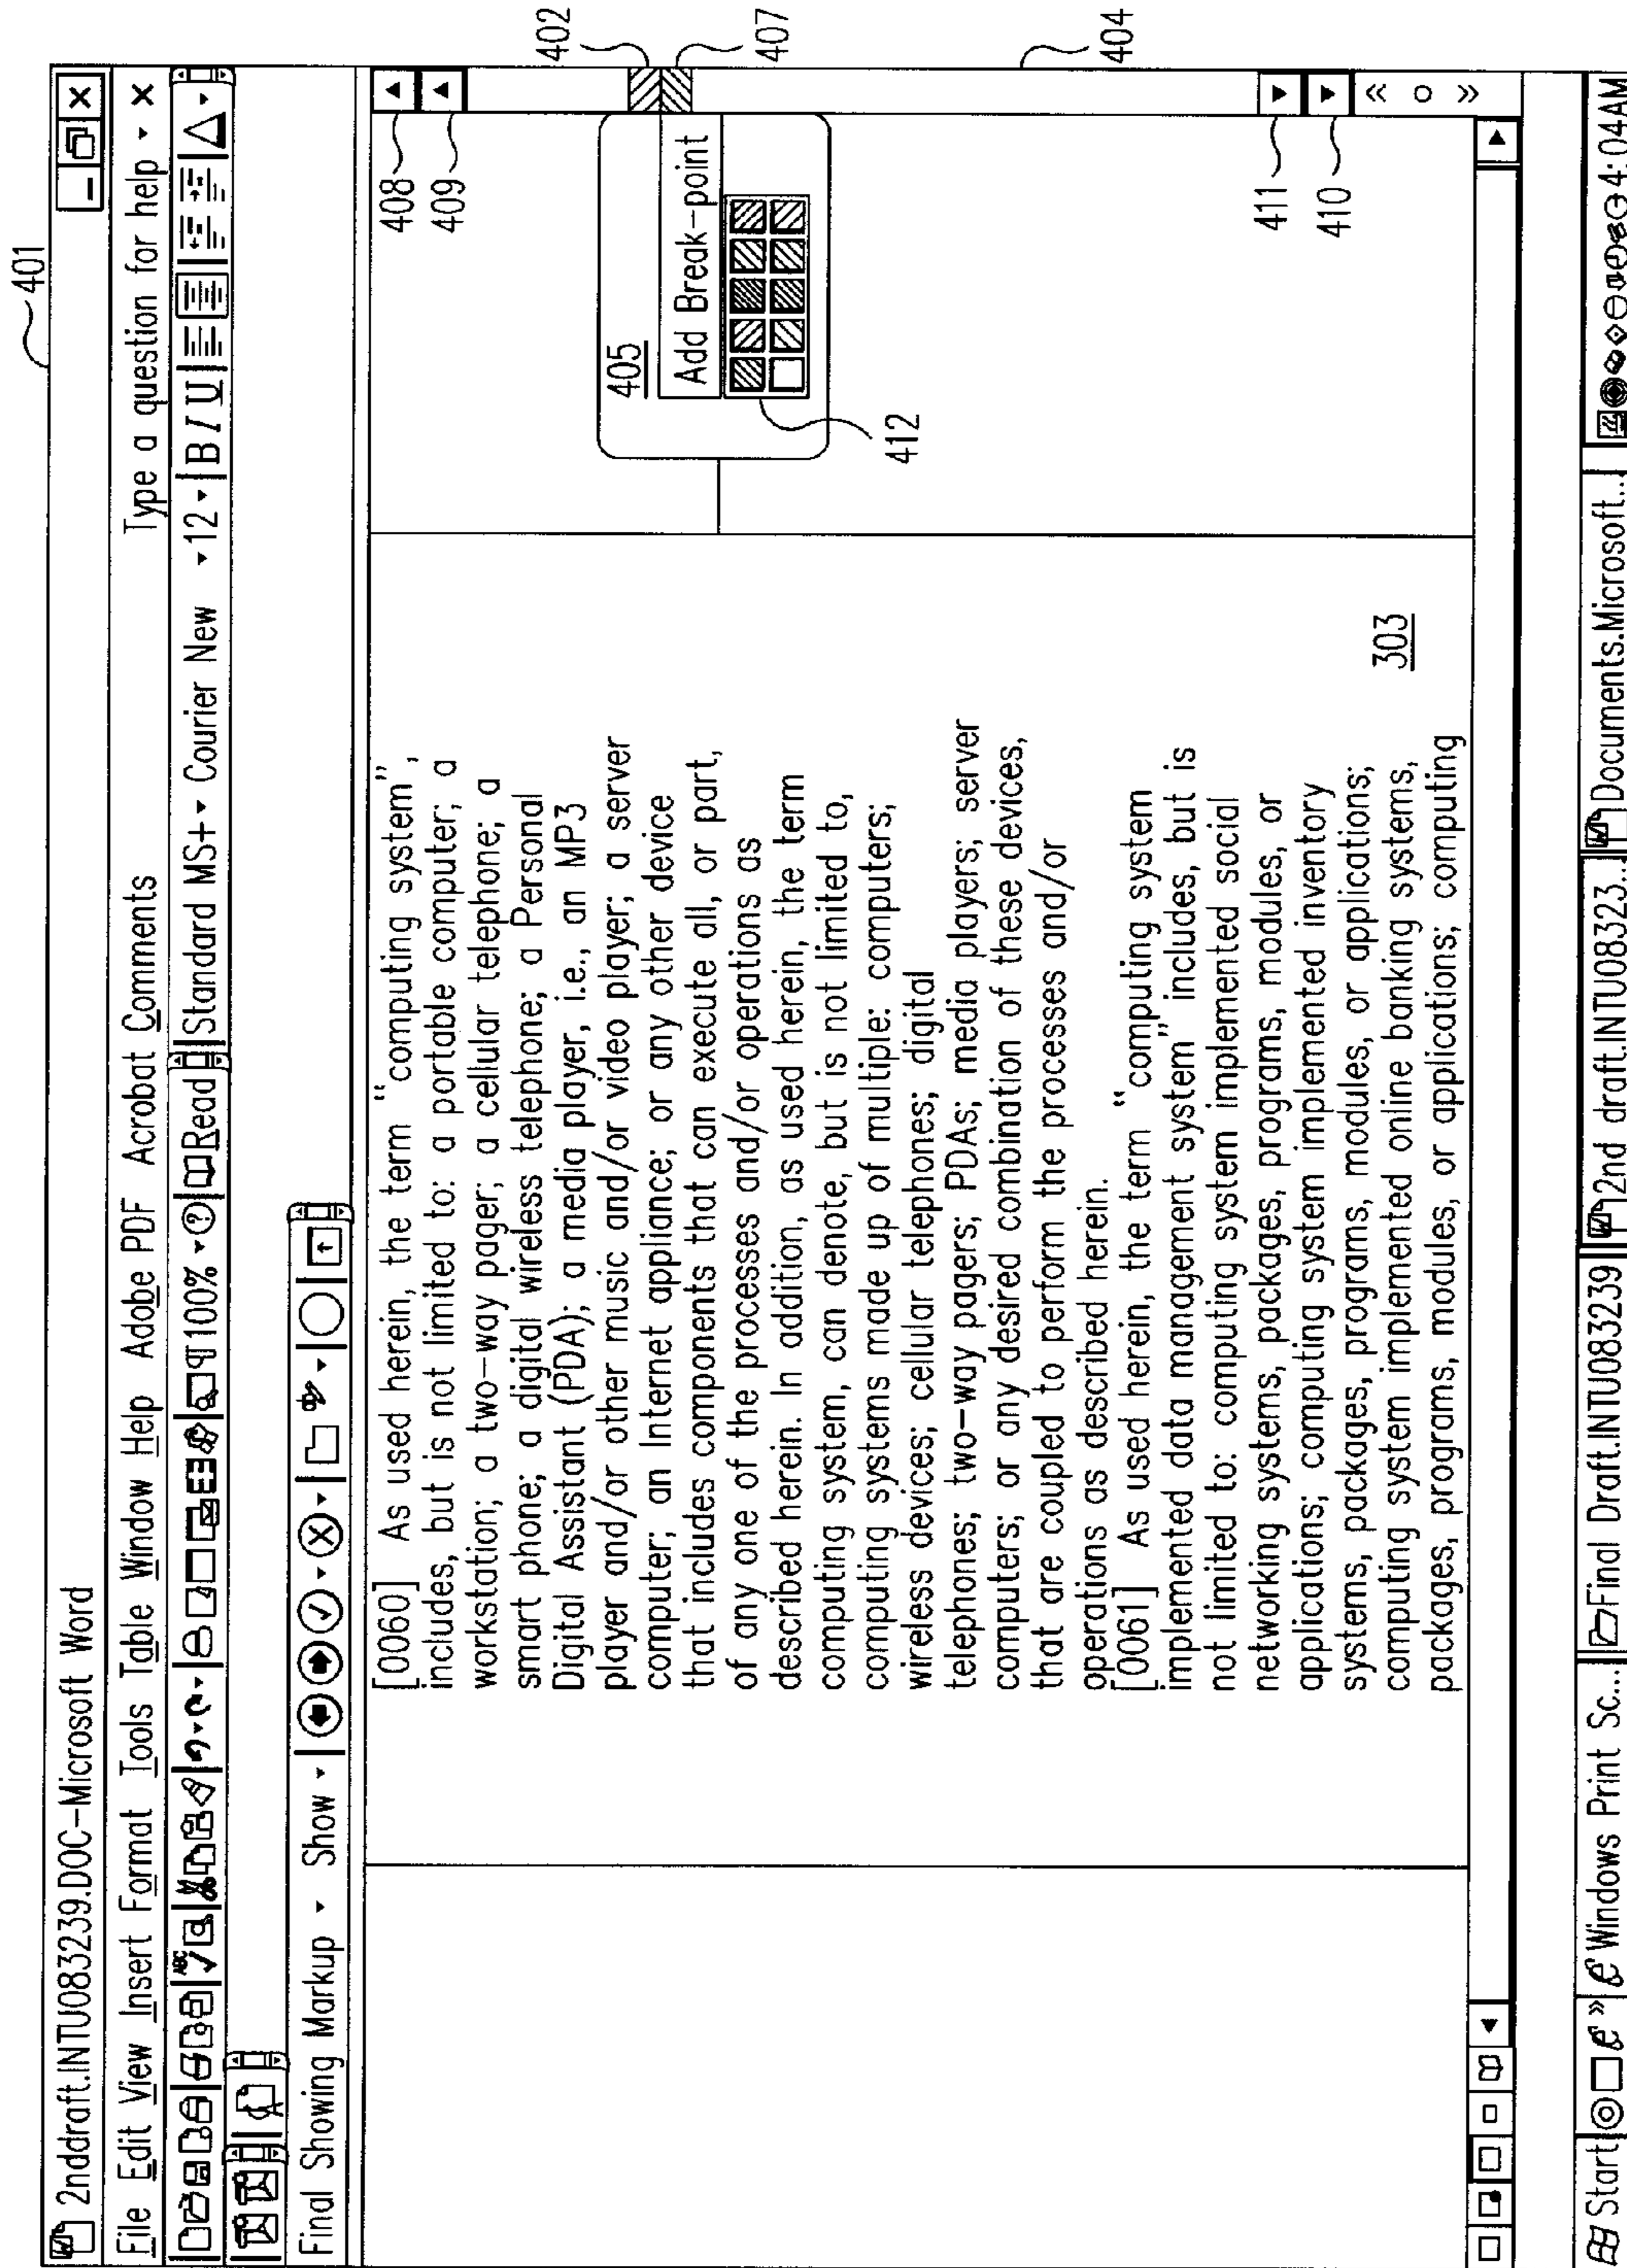 401
2nddraft.INTU083239.DOC-Microsoft Word
File Edit View Insert Format Tools Table Window Help Adobe PDF Acrobat Comments Type a question for help
ABC 100% Read Standard MS+ Courier New 12 B I U A
Final Showing Markup Show
[0060] As used herein, the term “computing system”,
includes, but is not limited to: a portable computer; a
workstation; a two-way pager; a cellular telephone; a
smart phone; a digital wireless telephone; a Personal
Digital Assistant (PDA); a media player, i.e., an MP3
player and/or other music and/or video player; a server
computer; an Internet appliance; or any other device
that includes components that can execute all, or part,
of any one of the processes and/or operations as
described herein. In addition, as used herein, the term
computing system, can denote, but is not limited to,
computing systems made up of multiple: computers;
wireless devices; cellular telephones; digital
telephones; two-way pagers; PDAs; media players; server
computers; or any desired combination of these devices,
that are coupled to perform the processes and/or
operations as described herein.
[0061] As used herein, the term “computing system
implemented data management system” includes, but is
not limited to: computing system implemented social
networking systems, packages, programs, modules, or
applications; computing system implemented inventory
systems, packages, programs, modules, or applications;
computing system implemented online banking systems,
packages, programs, modules, or applications; computing
303
408
409
402
407
404
405
Add Break-point
412
411
410
Start Windows Print Sc... Final Draft.INTU083239 2nd draft.INTU08323... Documents.Microsoft... 4:04AM